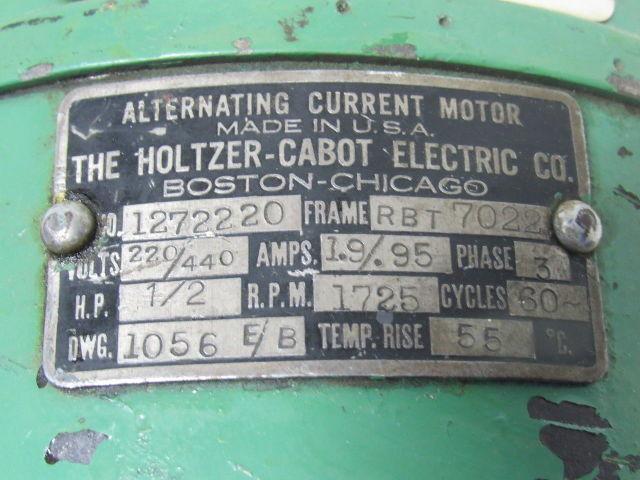 ALTERNATING CURRENT MOTOR
MADE IN U.S.A.
THE HOLTZER-CABOT ELECTRIC CO.
BOSTON-CHICAGO
NO. 1272220 FRAME RBT 7022
VOLTS 220/440 AMPS. 1.9/.95 PHASE 3
H.P. 1/2 R.P.M. 1725 CYCLES 60~
DWG. 1056 E/B TEMP. RISE 55 °C.